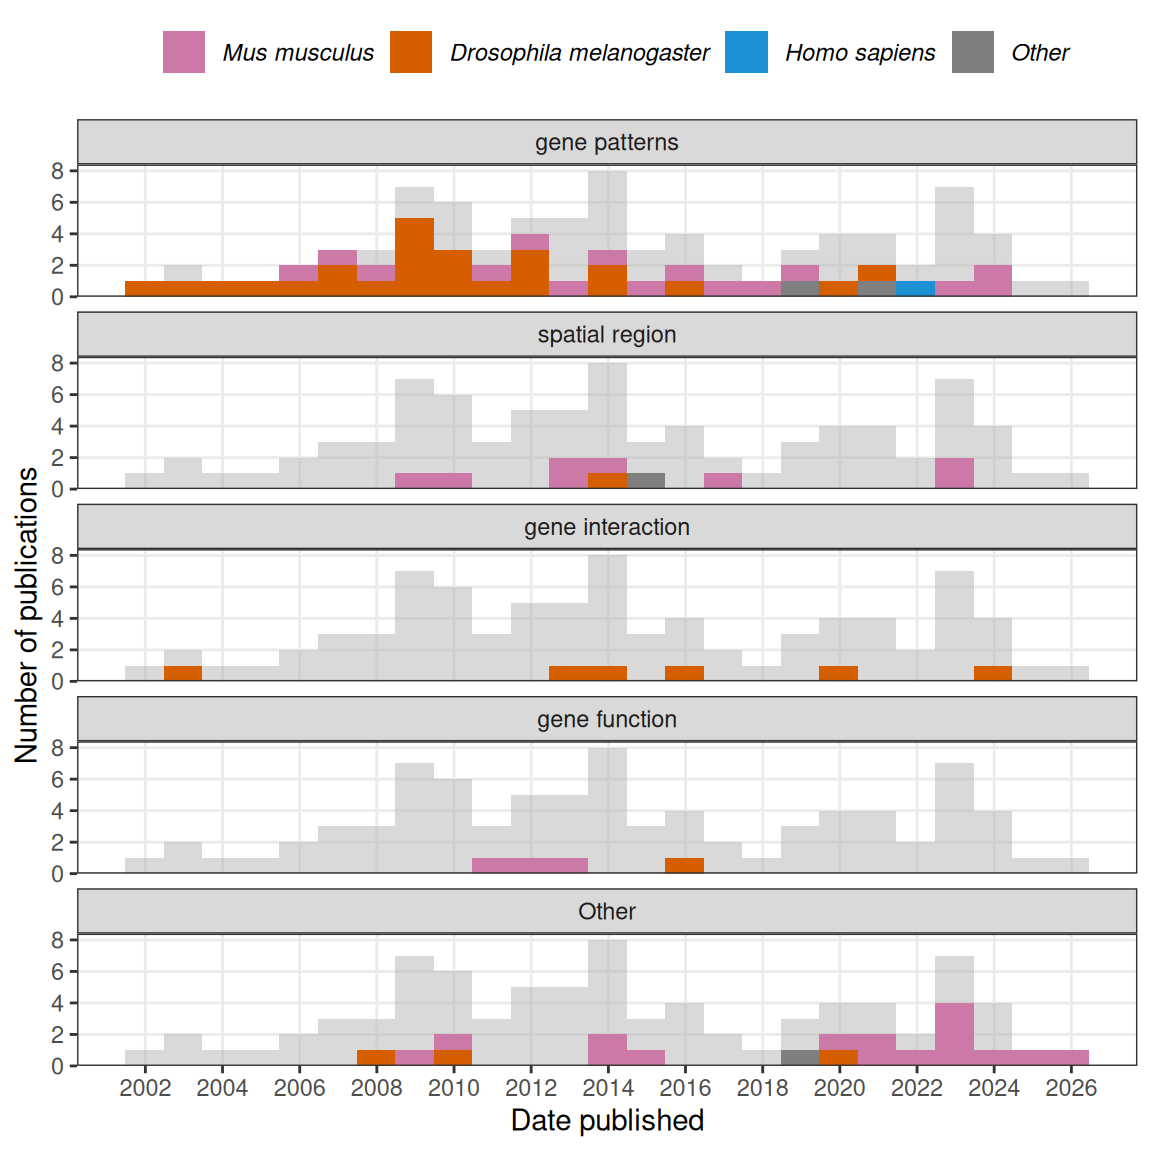 Mus musculus Drosophila melanogaster Homo sapiens Other
gene patterns
8
6
4
2
0
spatial region
8
6
4
2
0
gene interaction
8
6
4
2
0
gene function
8
6
4
2
0
Other
8
6
4
2
0
Number of publications
2002 2004 2006 2008 2010 2012 2014 2016 2018 2020 2022 2024 2026
Date published